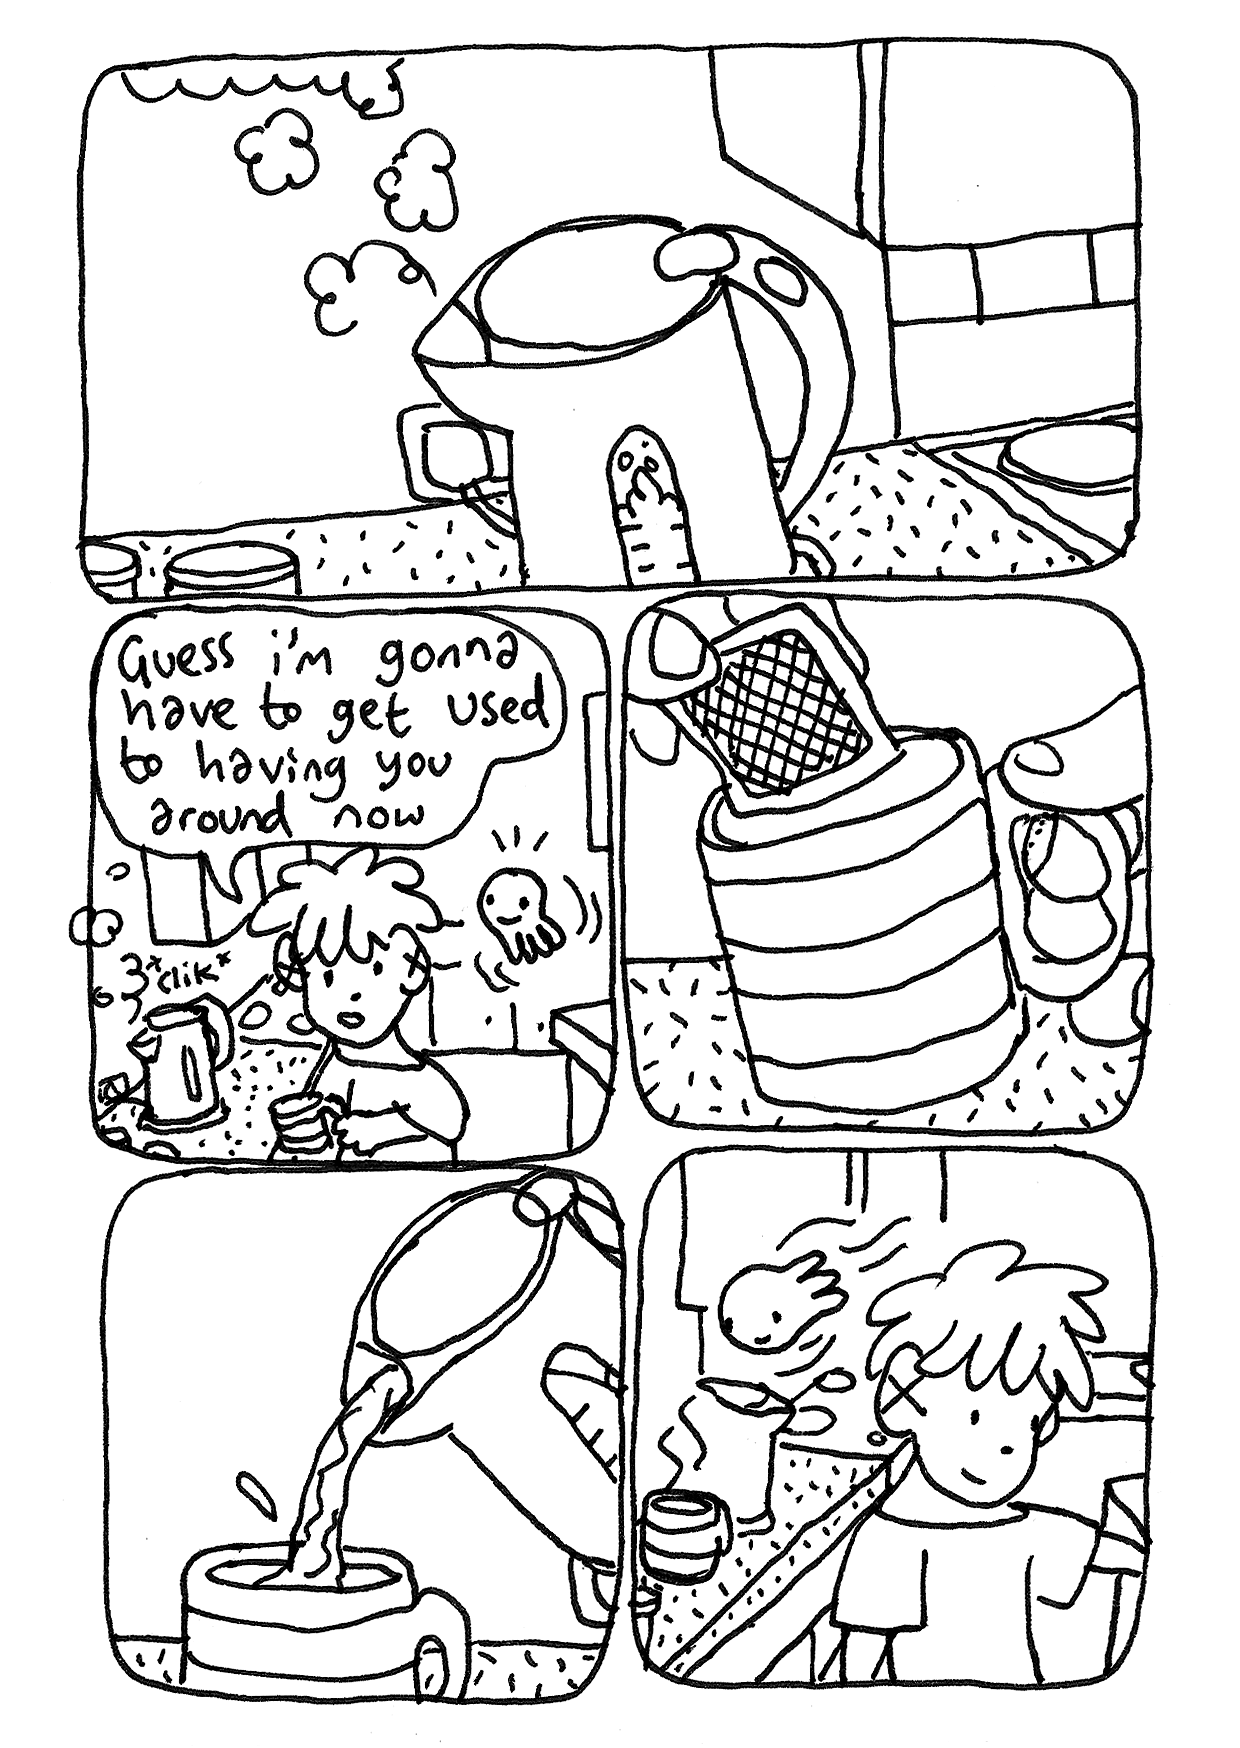 Guess i'm gonna
have to get used
to having you
around now
*clik*